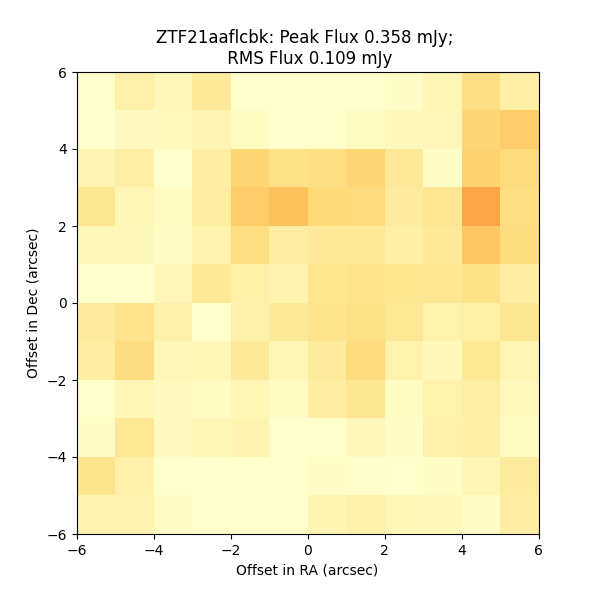 ZTF21aaflcbk: Peak Flux 0.358 mJy;
RMS Flux 0.109 mJy
6
4
2
0
−2
−4
−6
Offset in Dec (arcsec)
−6 −4 −2 0 2 4 6
Offset in RA (arcsec)